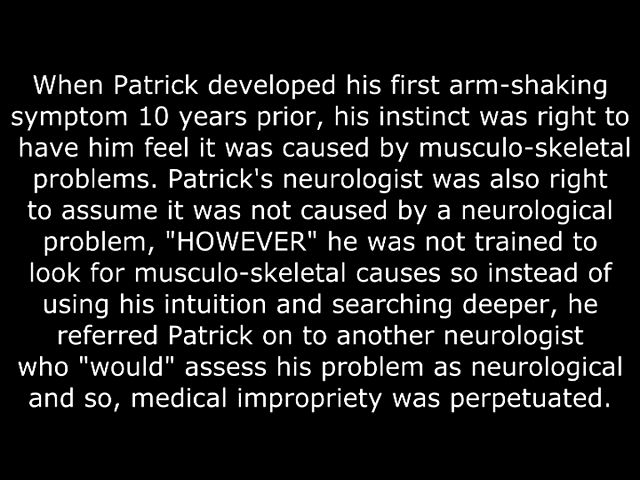 When Patrick developed his first arm-shaking
symptom 10 years prior, his instinct was right to
have him feel it was caused by musculo-skeletal
problems. Patrick's neurologist was also right
to assume it was not caused by a neurological
problem, "HOWEVER" he was not trained to
look for musculo-skeletal causes so instead of
using his intuition and searching deeper, he
referred Patrick on to another neurologist
who "would" assess his problem as neurological
and so, medical impropriety was perpetuated.